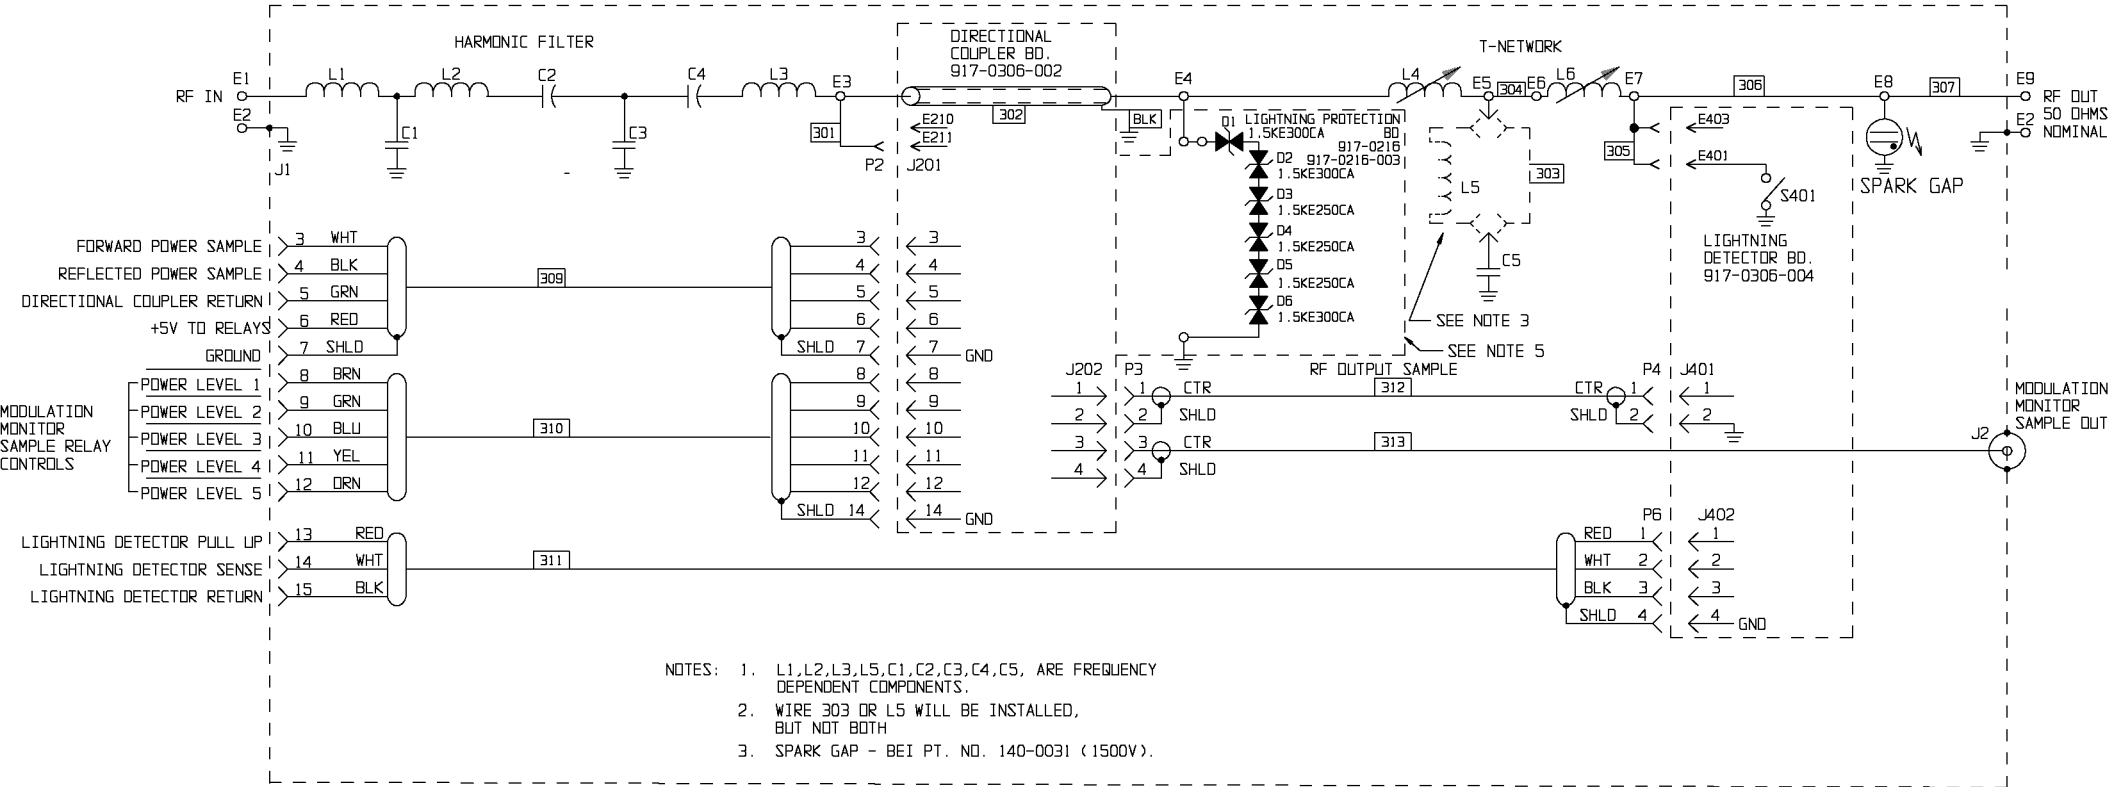 HARMONIC FILTER
DIRECTIONAL
COUPLER BD.
917-0306-002
T-NETWORK
RF IN
E1
E2
J1
L1
L2
C2
C4
L3
E3
C1
C3
301
P2
E210
E211
J201
302
BLK
E4
L4
E5
304
E6
L6
E7
306
E8
307
E9
RF OUT
50 OHMS
NOMINAL
E2
D1
LIGHTNING PROTECTION
1.5KE300CA
BD
917-0216
917-0216-003
D2
1.5KE300CA
D3
1.5KE250CA
D4
1.5KE250CA
D5
1.5KE250CA
D6
1.5KE300CA
L5
303
C5
305
E403
E401
S401
SPARK GAP
LIGHTNING
DETECTOR BD.
917-0306-004
SEE NOTE 3
SEE NOTE 5
FORWARD POWER SAMPLE 3 WHT
REFLECTED POWER SAMPLE 4 BLK
DIRECTIONAL COUPLER RETURN 5 GRN
+5V TO RELAYS 6 RED
GROUND 7 SHLD
309
3 3
4 4
5 5
6 6
SHLD 7 7 GND
MODULATION
MONITOR
SAMPLE RELAY
CONTROLS
POWER LEVEL 1 8 BRN
POWER LEVEL 2 9 GRN
POWER LEVEL 3 10 BLU
POWER LEVEL 4 11 YEL
POWER LEVEL 5 12 ORN
310
8 8
9 9
10 10
11 11
12 12
SHLD 14 14 GND
J202 P3
1 1 CTR
2 2 SHLD
3 3 CTR
4 4 SHLD
RF OUTPUT SAMPLE
312
313
P4 J401
CTR 1 1
SHLD 2 2
MODULATION
MONITOR
SAMPLE OUT
J2
LIGHTNING DETECTOR PULL UP 13 RED
LIGHTNING DETECTOR SENSE 14 WHT
LIGHTNING DETECTOR RETURN 15 BLK
311
P6 J402
RED 1 1
WHT 2 2
BLK 3 3
SHLD 4 4 GND
NOTES: 1. L1,L2,L3,L5,C1,C2,C3,C4,C5, ARE FREQUENCY
DEPENDENT COMPONENTS.
2. WIRE 303 OR L5 WILL BE INSTALLED,
BUT NOT BOTH
3. SPARK GAP - BEI PT. NO. 140-0031 (1500V).